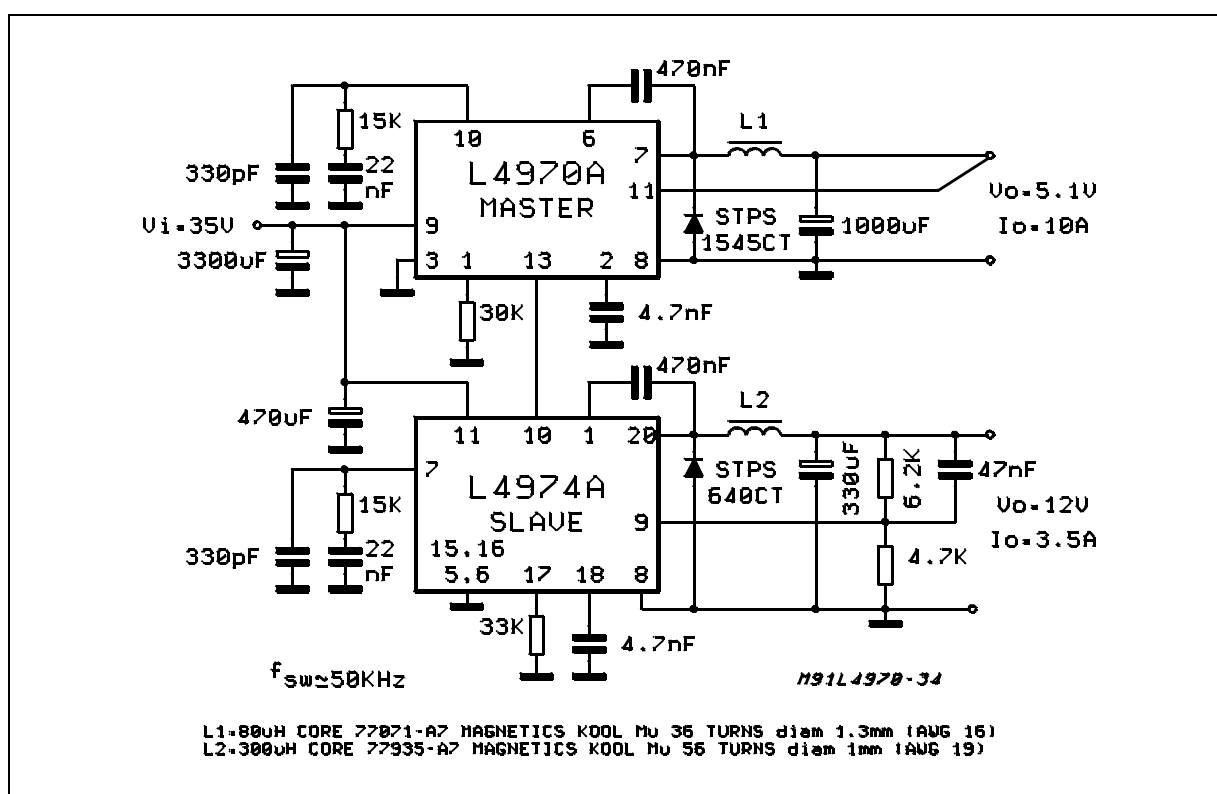 470nF
L1
15K
10
6
7
330pF
22
nF
L4970A
MASTER
11
Vo=5.1V
Vi=35V
9
STPS
1545CT
1000uF
Io=10A
3300uF
3
1
13
2
8
30K
4.7nF
470nF
L2
470uF
11
10
1
20
7
L4974A
SLAVE
STPS
640CT
330uF
6.2K
47nF
15K
9
Vo=12V
330pF
22
nF
15.16
5.6
17
18
8
4.7K
Io=3.5A
33K
4.7nF
fsw≃50KHz
M91L4970-34
L1=80uH CORE 77071-A7 MAGNETICS KOOL Mu 36 TURNS diam 1.3mm (AWG 16)
L2=300uH CORE 77935-A7 MAGNETICS KOOL Mu 56 TURNS diam 1mm (AWG 19)